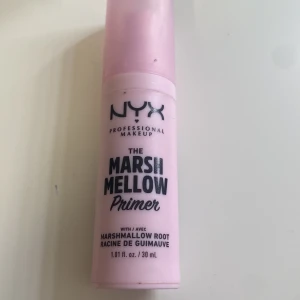 NYX
PROFESSIONAL
MAKEUP
THE
MARSH
MELLOW
Primer
WITH / AVEC
MARSHMALLOW ROOT
RACINE DE GUIMAUVE
1.01 fl. oz. / 30 mL